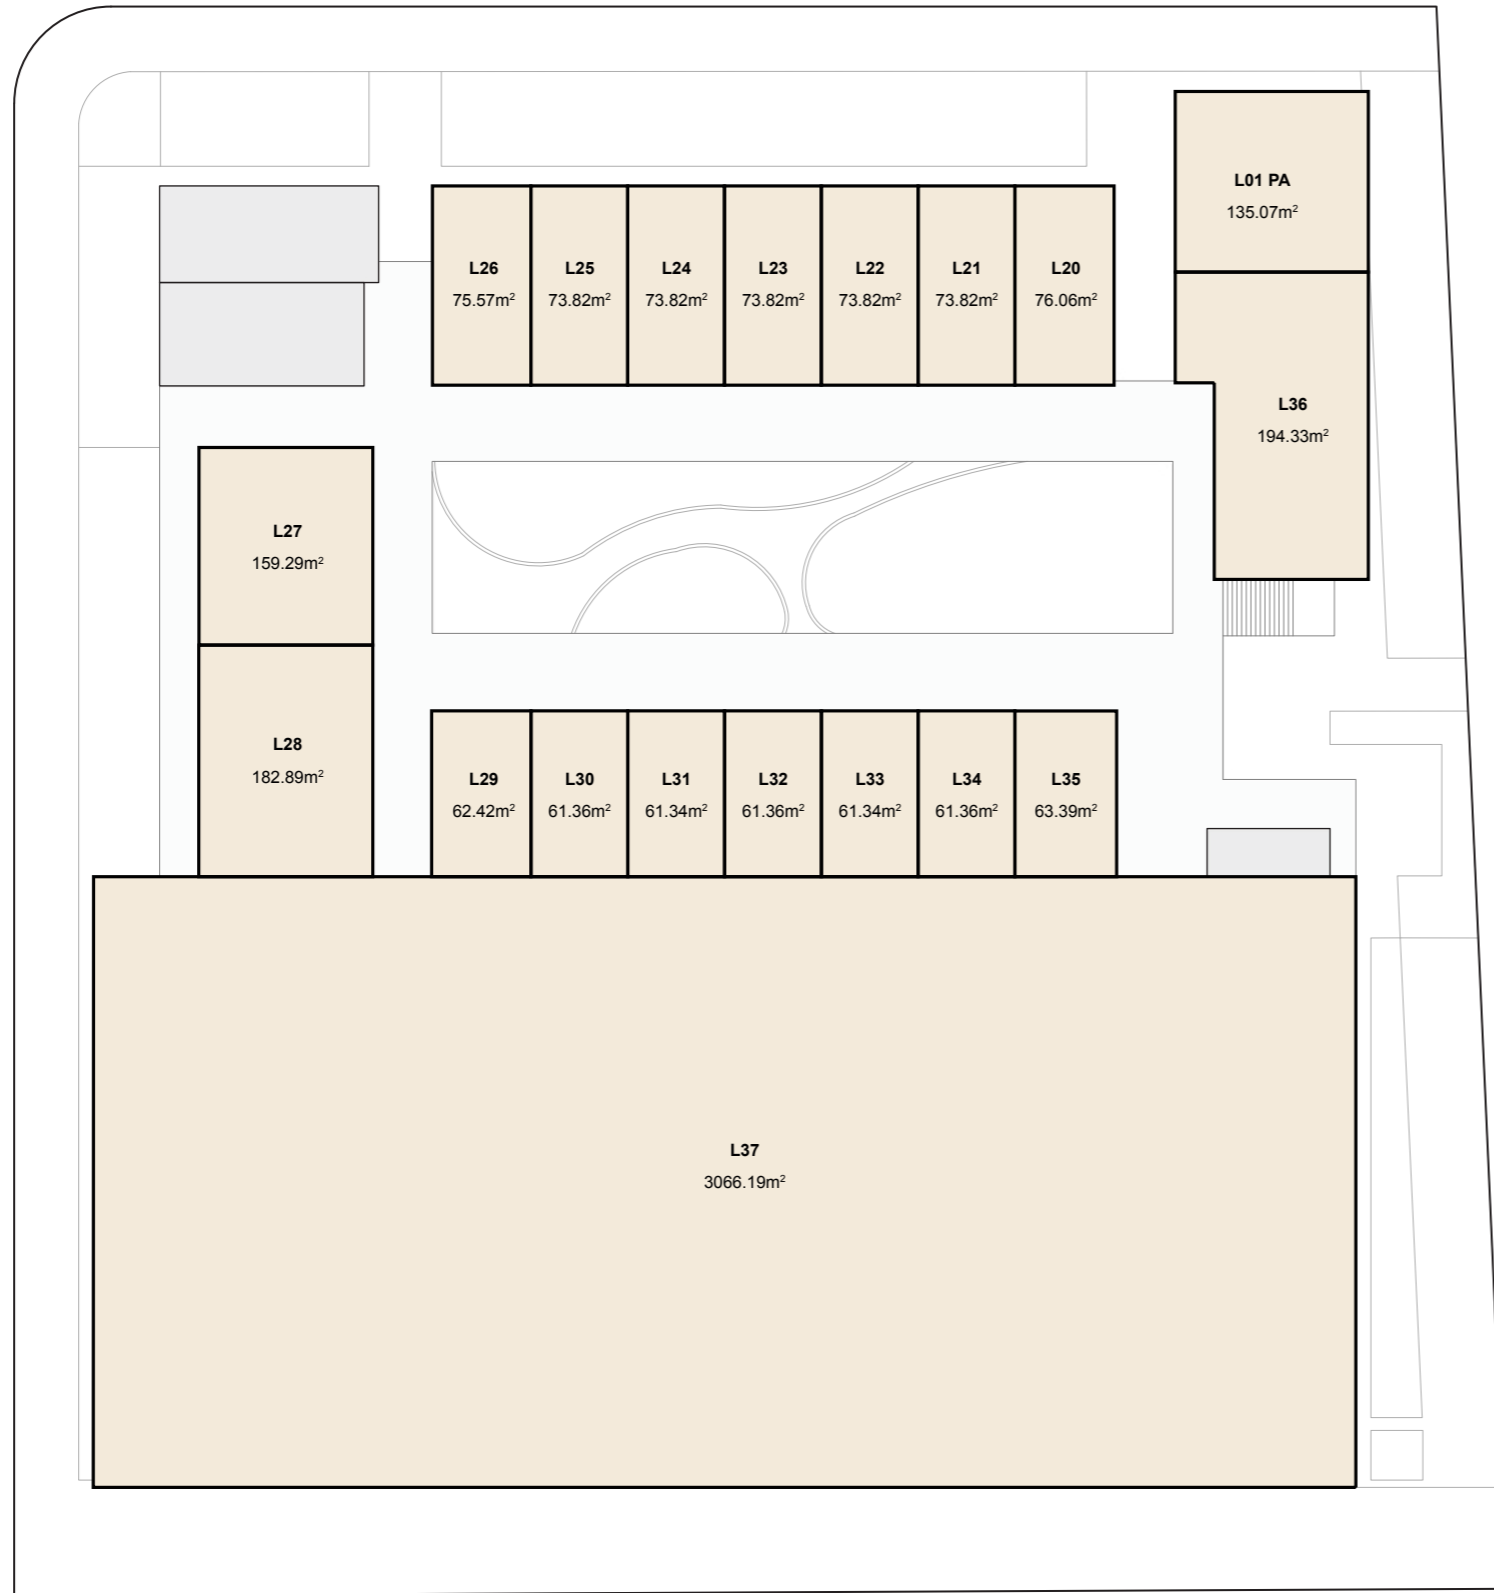 L01 PA
135.07m²
L26
75.57m²
L25
73.82m²
L24
73.82m²
L23
73.82m²
L22
73.82m²
L21
73.82m²
L20
76.06m²
L36
194.33m²
L27
159.29m²
L28
182.89m²
L29
62.42m²
L30
61.36m²
L31
61.34m²
L32
61.36m²
L33
61.34m²
L34
61.36m²
L35
63.39m²
L37
3066.19m²